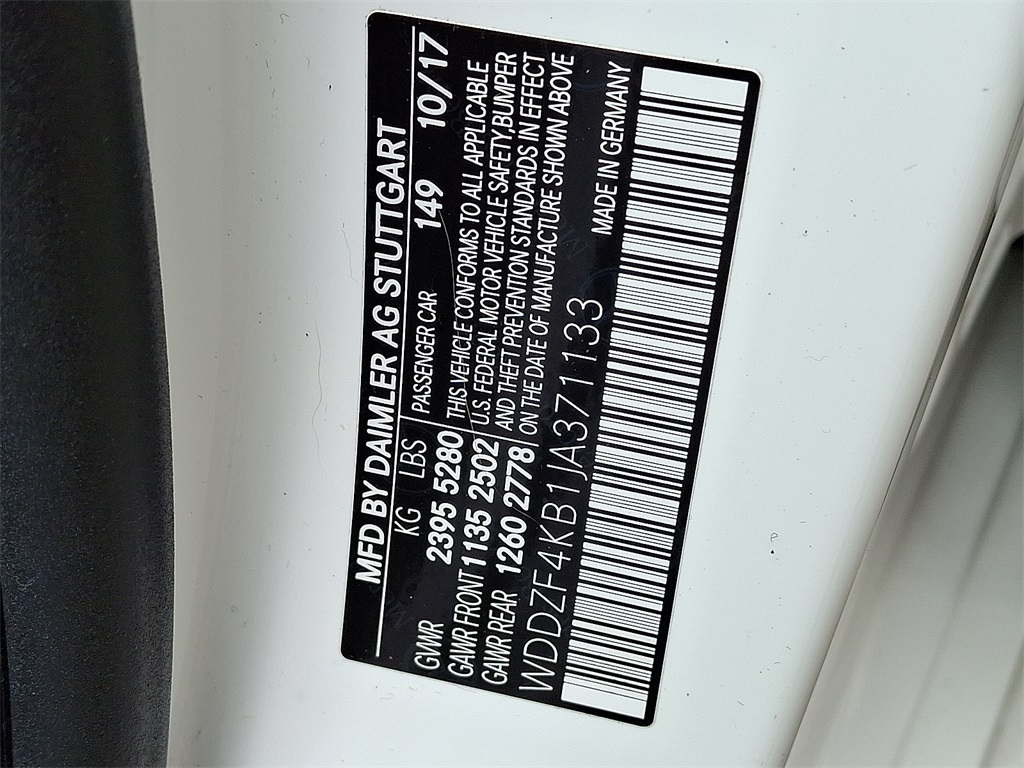 MFD BY DAIMLER AG STUTTGART
KG LBS PASSENGER CAR 149 10/17
GVWR 2395 5280 THIS VEHICLE CONFORMS TO ALL APPLICABLE
GAWR FRONT 1135 2502 U.S. FEDERAL MOTOR VEHICLE SAFETY,BUMPER
GAWR REAR 1260 2778 AND THEFT PREVENTION STANDARDS IN EFFECT
ON THE DATE OF MANUFACTURE SHOWN ABOVE
WDDZF4KB1JA371133 MADE IN GERMANY